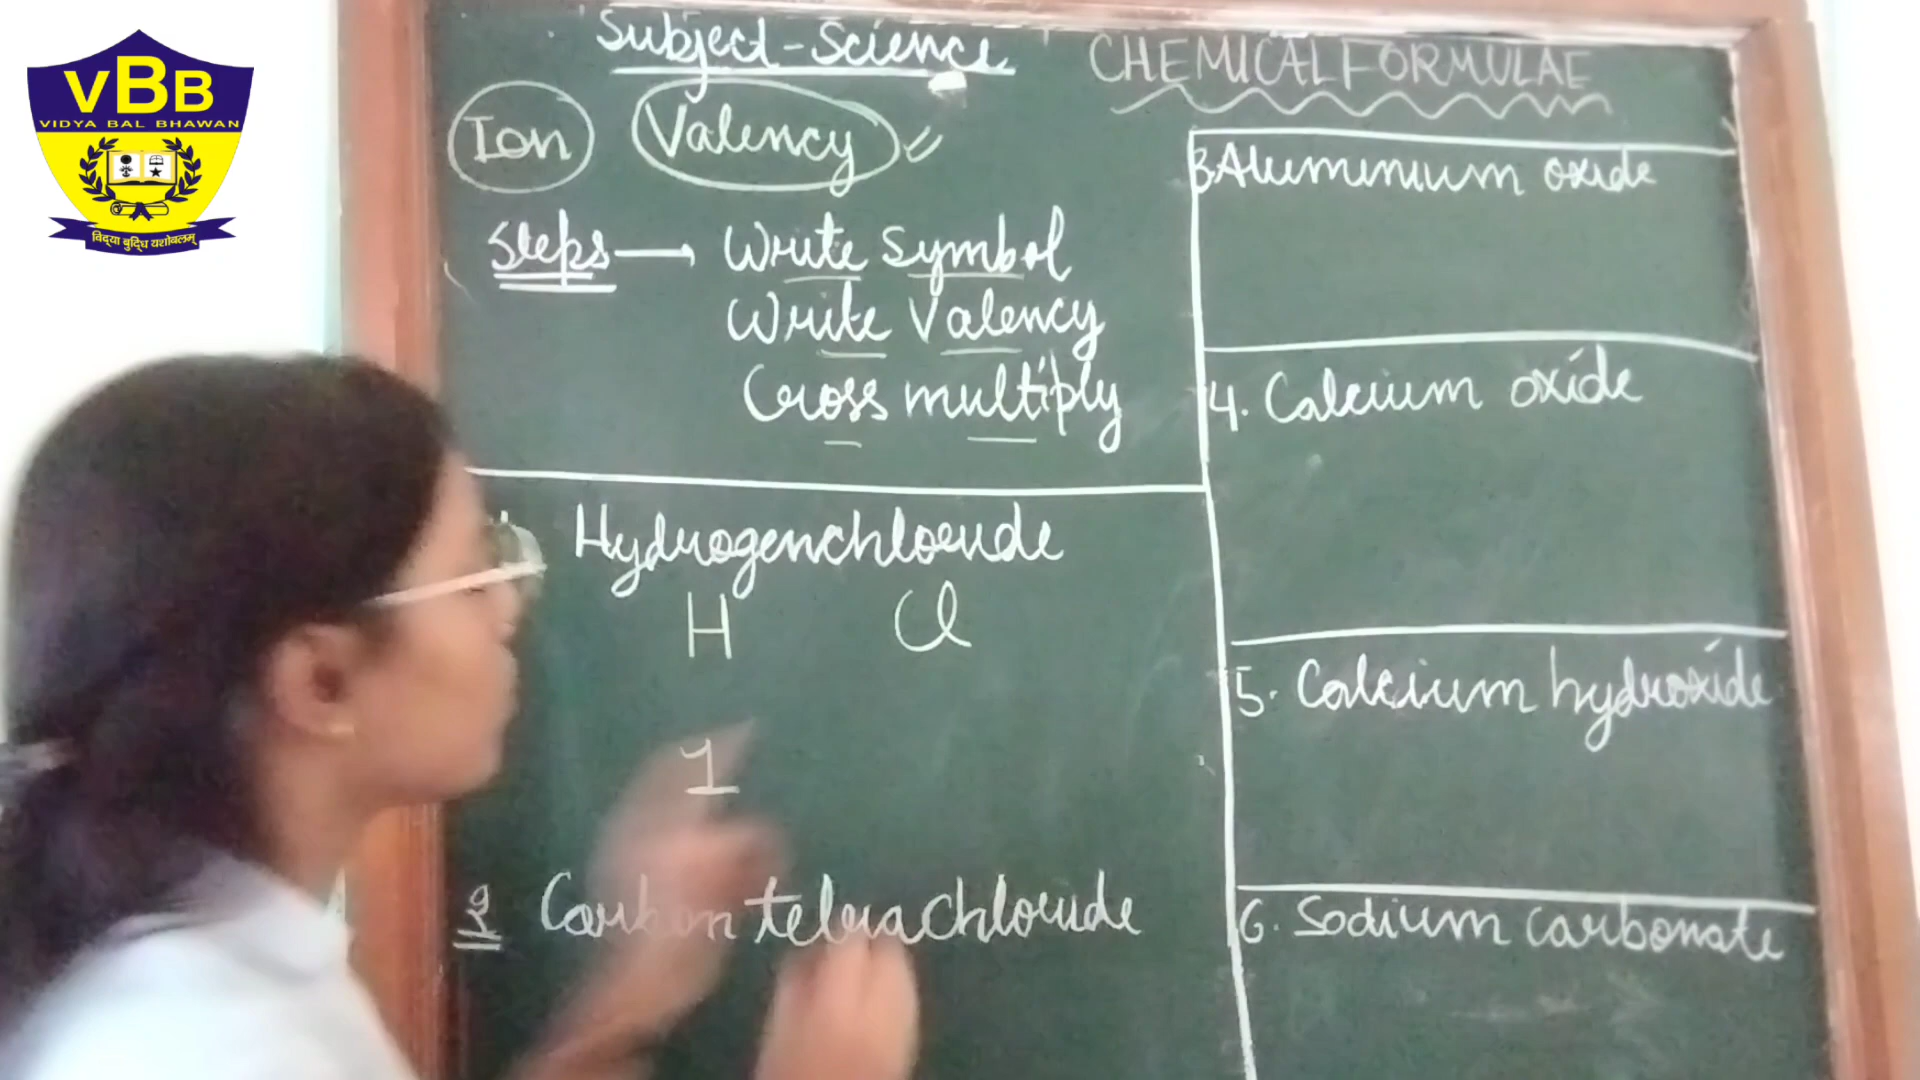 VBB
VIDYA BAL BHAWAN
विद्या बुद्धि यशोबलम्
Subject-Science
CHEMICAL FORMULAE
Ion
Valency
Steps → Write Symbol
Write Valency
Cross multiply
Hydrogenchloride
H Cl
1
2 Carbon tetrachloride
3. Aluminium oxide
4. Calcium oxide
5. Calcium hydroxide
6. Sodium carbonate